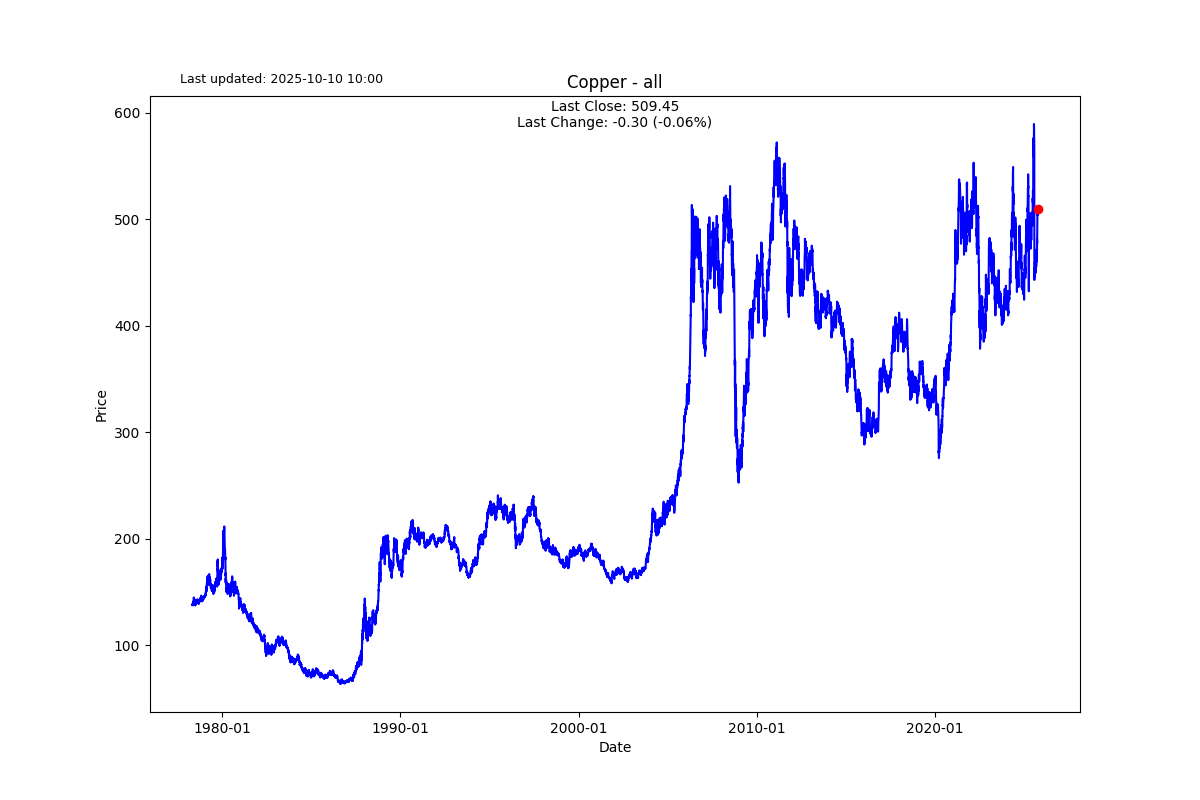 Last updated: 2025-10-10 10:00
Copper - all
Last Close: 509.45
Last Change: -0.30 (-0.06%)
600
500
400
300
200
100
Price
1980-01
1990-01
2000-01
2010-01
2020-01
Date